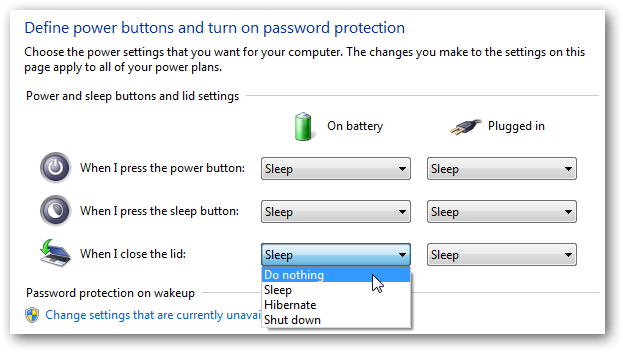 Define power buttons and turn on password protection
Choose the power settings that you want for your computer. The changes you make to the settings on this
page apply to all of your power plans.
Power and sleep buttons and lid settings
On battery Plugged in
When I press the power button: Sleep Sleep
When I press the sleep button: Sleep Sleep
When I close the lid: Sleep Sleep
Do nothing
Sleep
Hibernate
Shut down
Password protection on wakeup
Change settings that are currently unavai